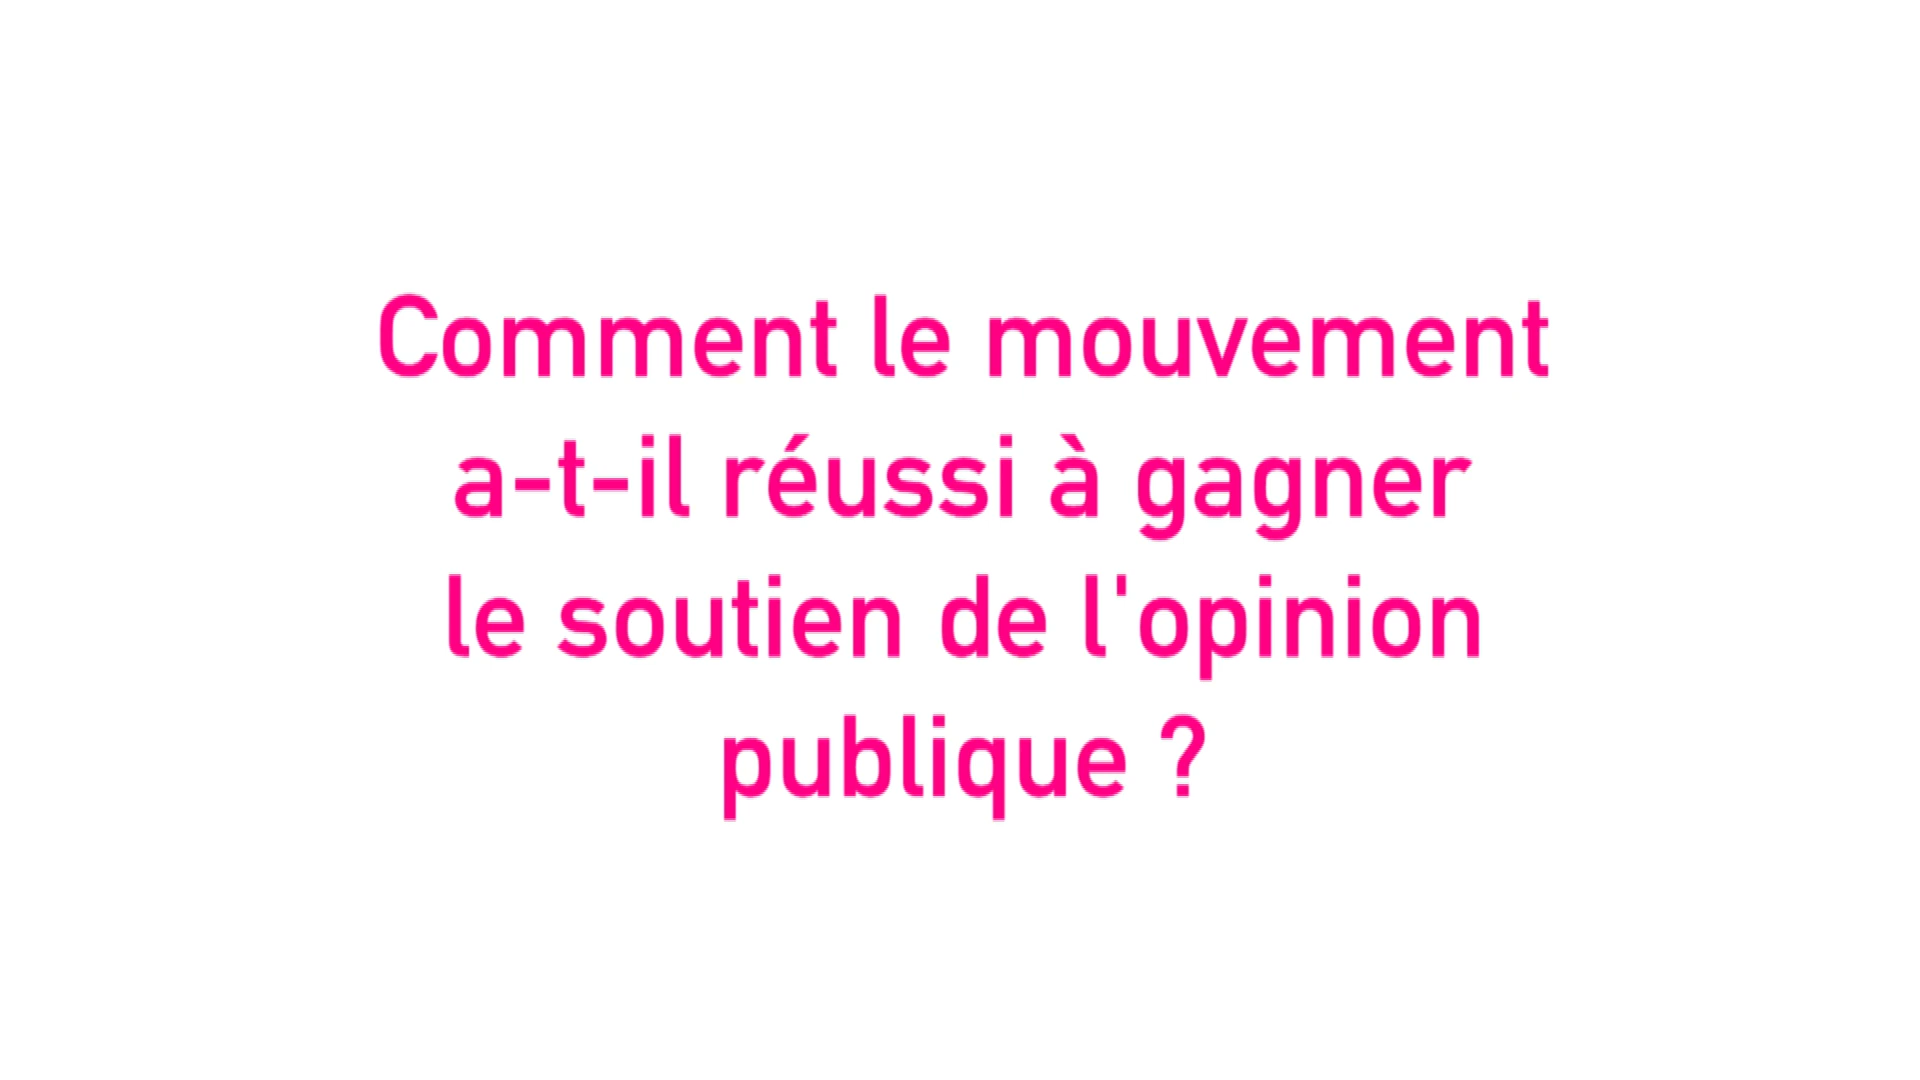 Comment le mouvement
a-t-il réussi à gagner
le soutien de l'opinion
publique ?